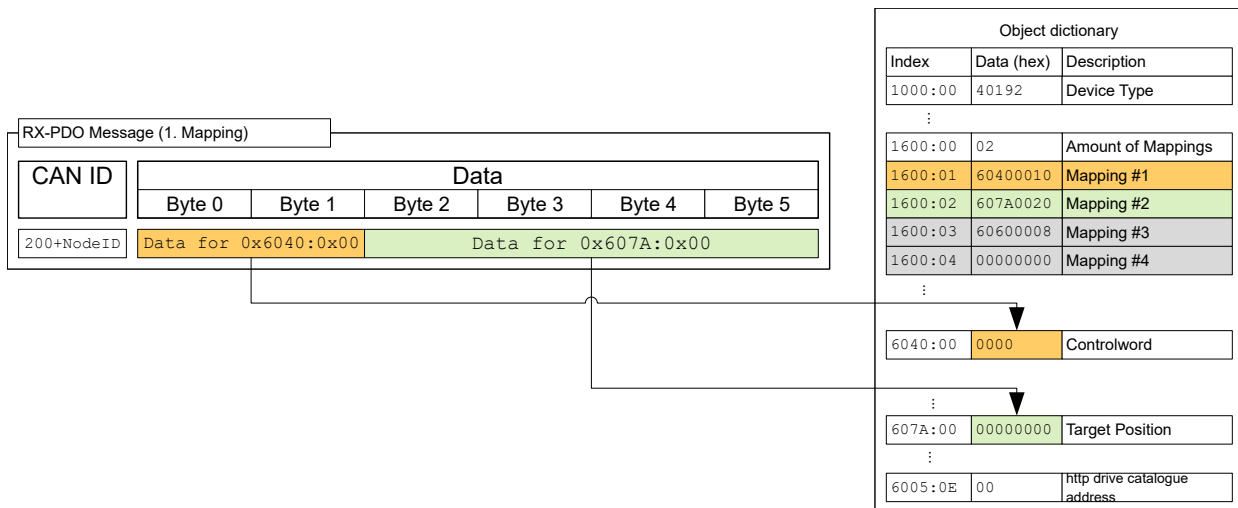 RX-PDO Message (1. Mapping)
CAN ID
Data
Byte 0 Byte 1 Byte 2 Byte 3 Byte 4 Byte 5
200+NodeID Data for 0x6040:0x00 Data for 0x607A:0x00
Object dictionary
Index Data (hex) Description
1000:00 40192 Device Type
⋮
1600:00 02 Amount of Mappings
1600:01 60400010 Mapping #1
1600:02 607A0020 Mapping #2
1600:03 60600008 Mapping #3
1600:04 00000000 Mapping #4
⋮
6040:00 0000 Controlword
⋮
607A:00 00000000 Target Position
⋮
6005:0E 00 http drive catalogue
address